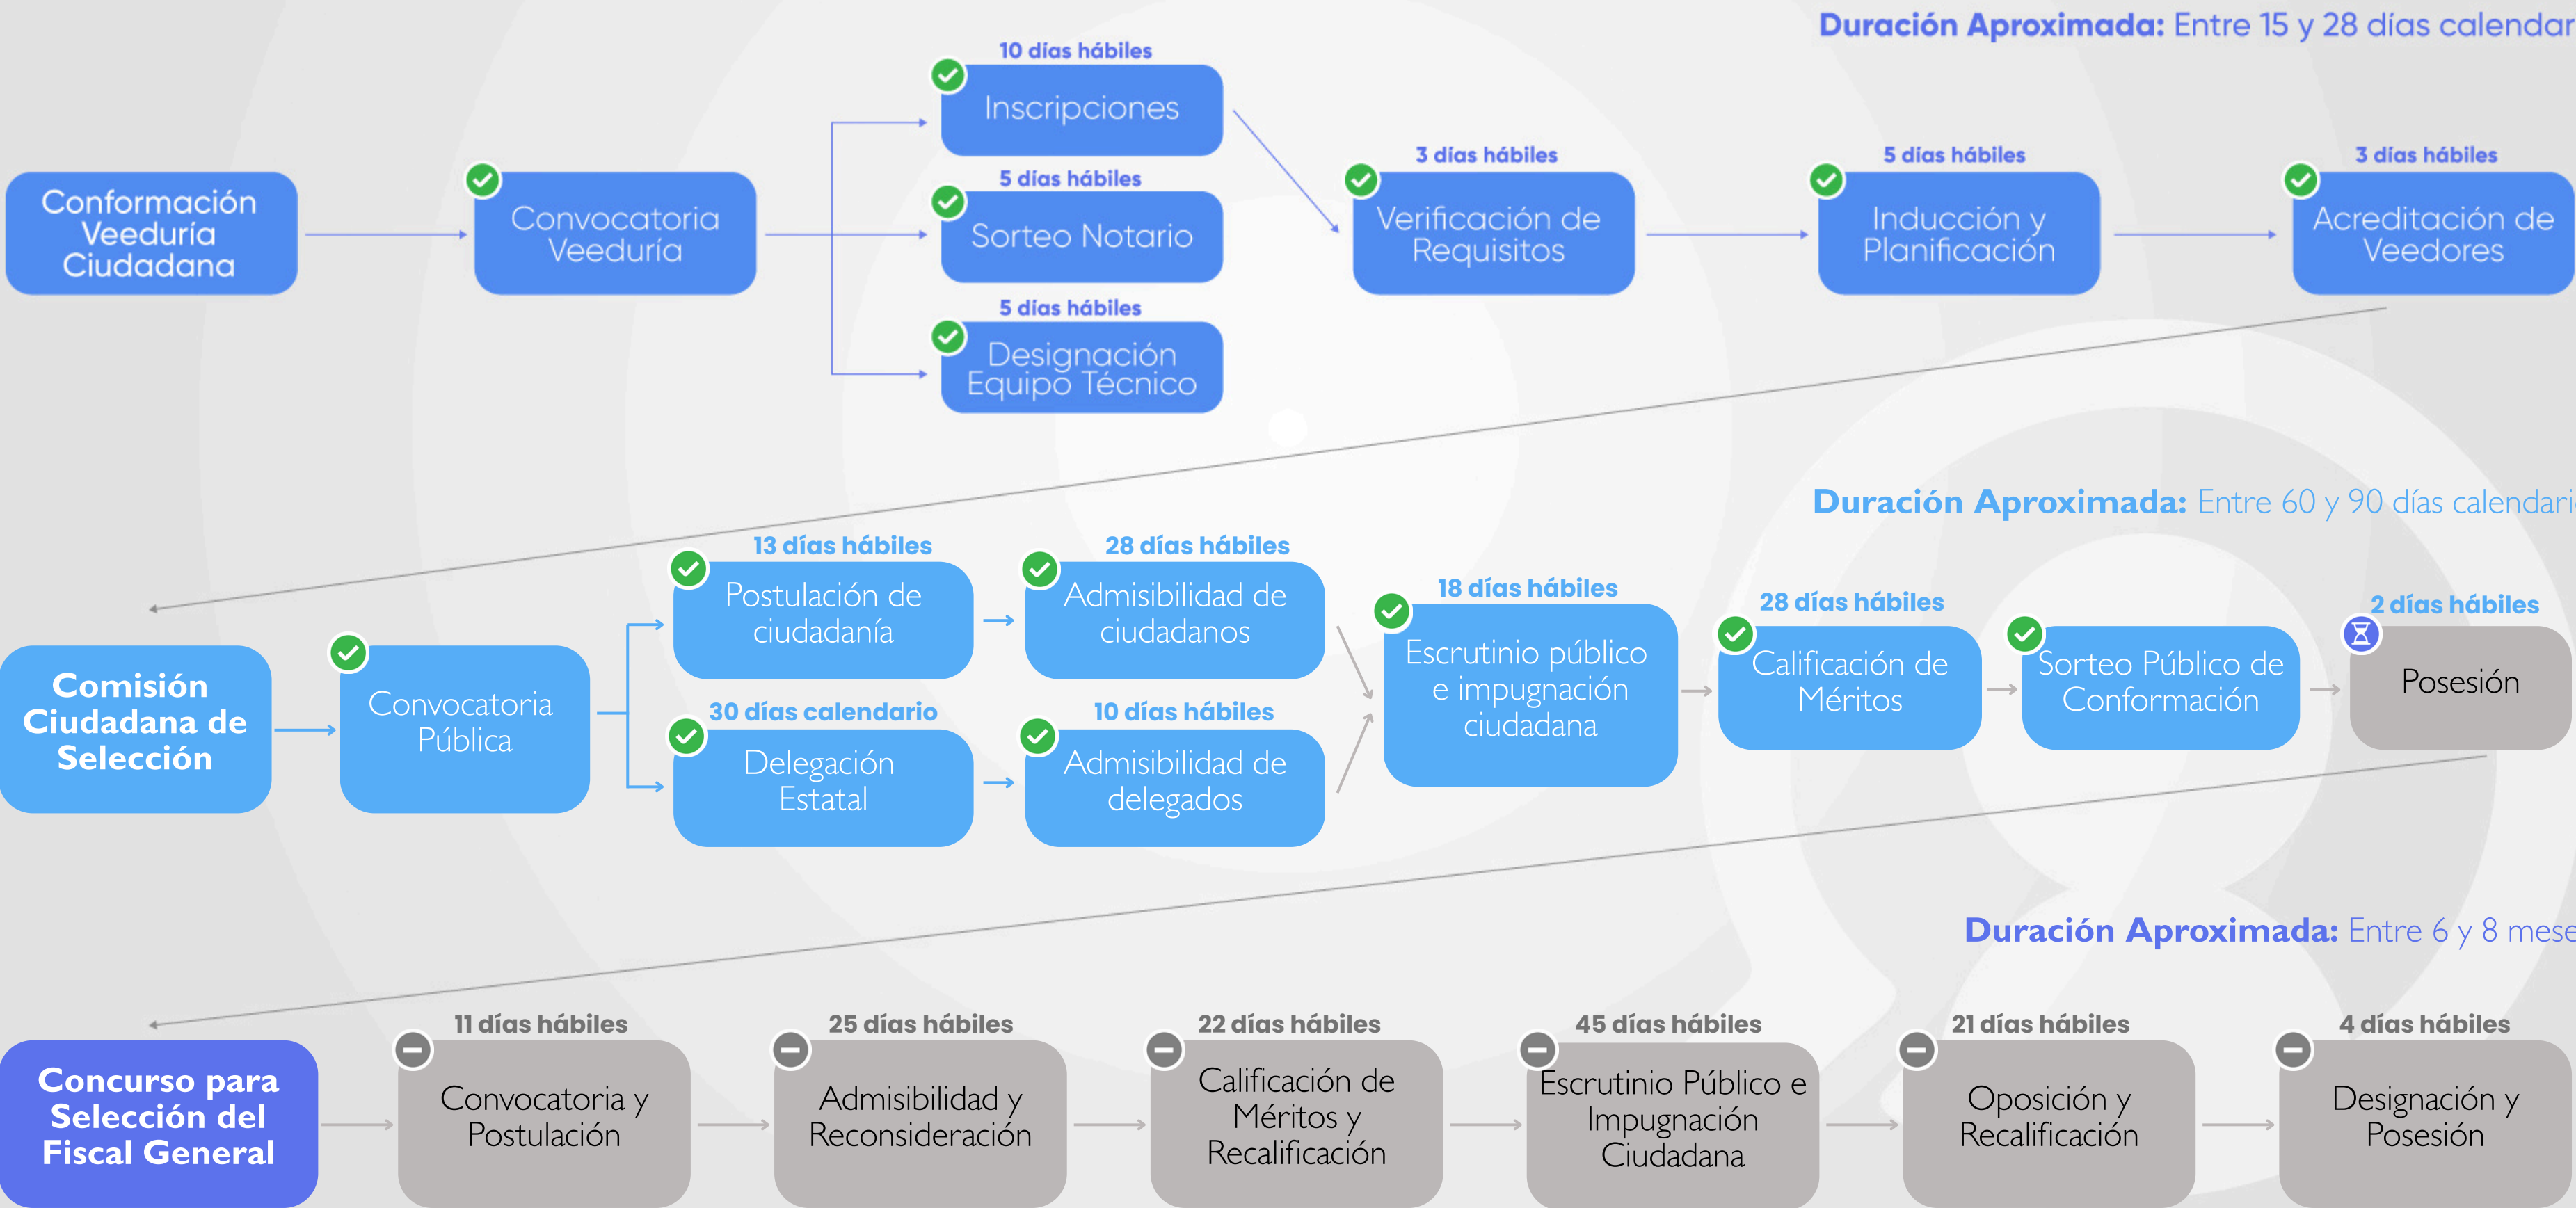 Duración Aproximada: Entre 15 y 28 días calendar
10 días hábiles
Inscripciones
5 días hábiles
Sorteo Notario
5 días hábiles
Designación
Equipo Técnico
Conformación
Veeduría
Ciudadana
Convocatoria
Veeduría
3 días hábiles
Verificación de
Requisitos
5 días hábiles
Inducción y
Planificación
3 días hábiles
Acreditación de
Veedores
Duración Aproximada: Entre 60 y 90 días calendari
Comisión
Ciudadana de
Selección
Convocatoria
Pública
13 días hábiles
Postulación de
ciudadanía
28 días hábiles
Admisibilidad de
ciudadanos
30 días calendario
Delegación
Estatal
10 días hábiles
Admisibilidad de
delegados
18 días hábiles
Escrutinio público
e impugnación
ciudadana
28 días hábiles
Calificación de
Méritos
Sorteo Público de
Conformación
2 días hábiles
Posesión
Duración Aproximada: Entre 6 y 8 mese
Concurso para
Selección del
Fiscal General
11 días hábiles
Convocatoria y
Postulación
25 días hábiles
Admisibilidad y
Reconsideración
22 días hábiles
Calificación de
Méritos y
Recalificación
45 días hábiles
Escrutinio Público e
Impugnación
Ciudadana
21 días hábiles
Oposición y
Recalificación
4 días hábiles
Designación y
Posesión